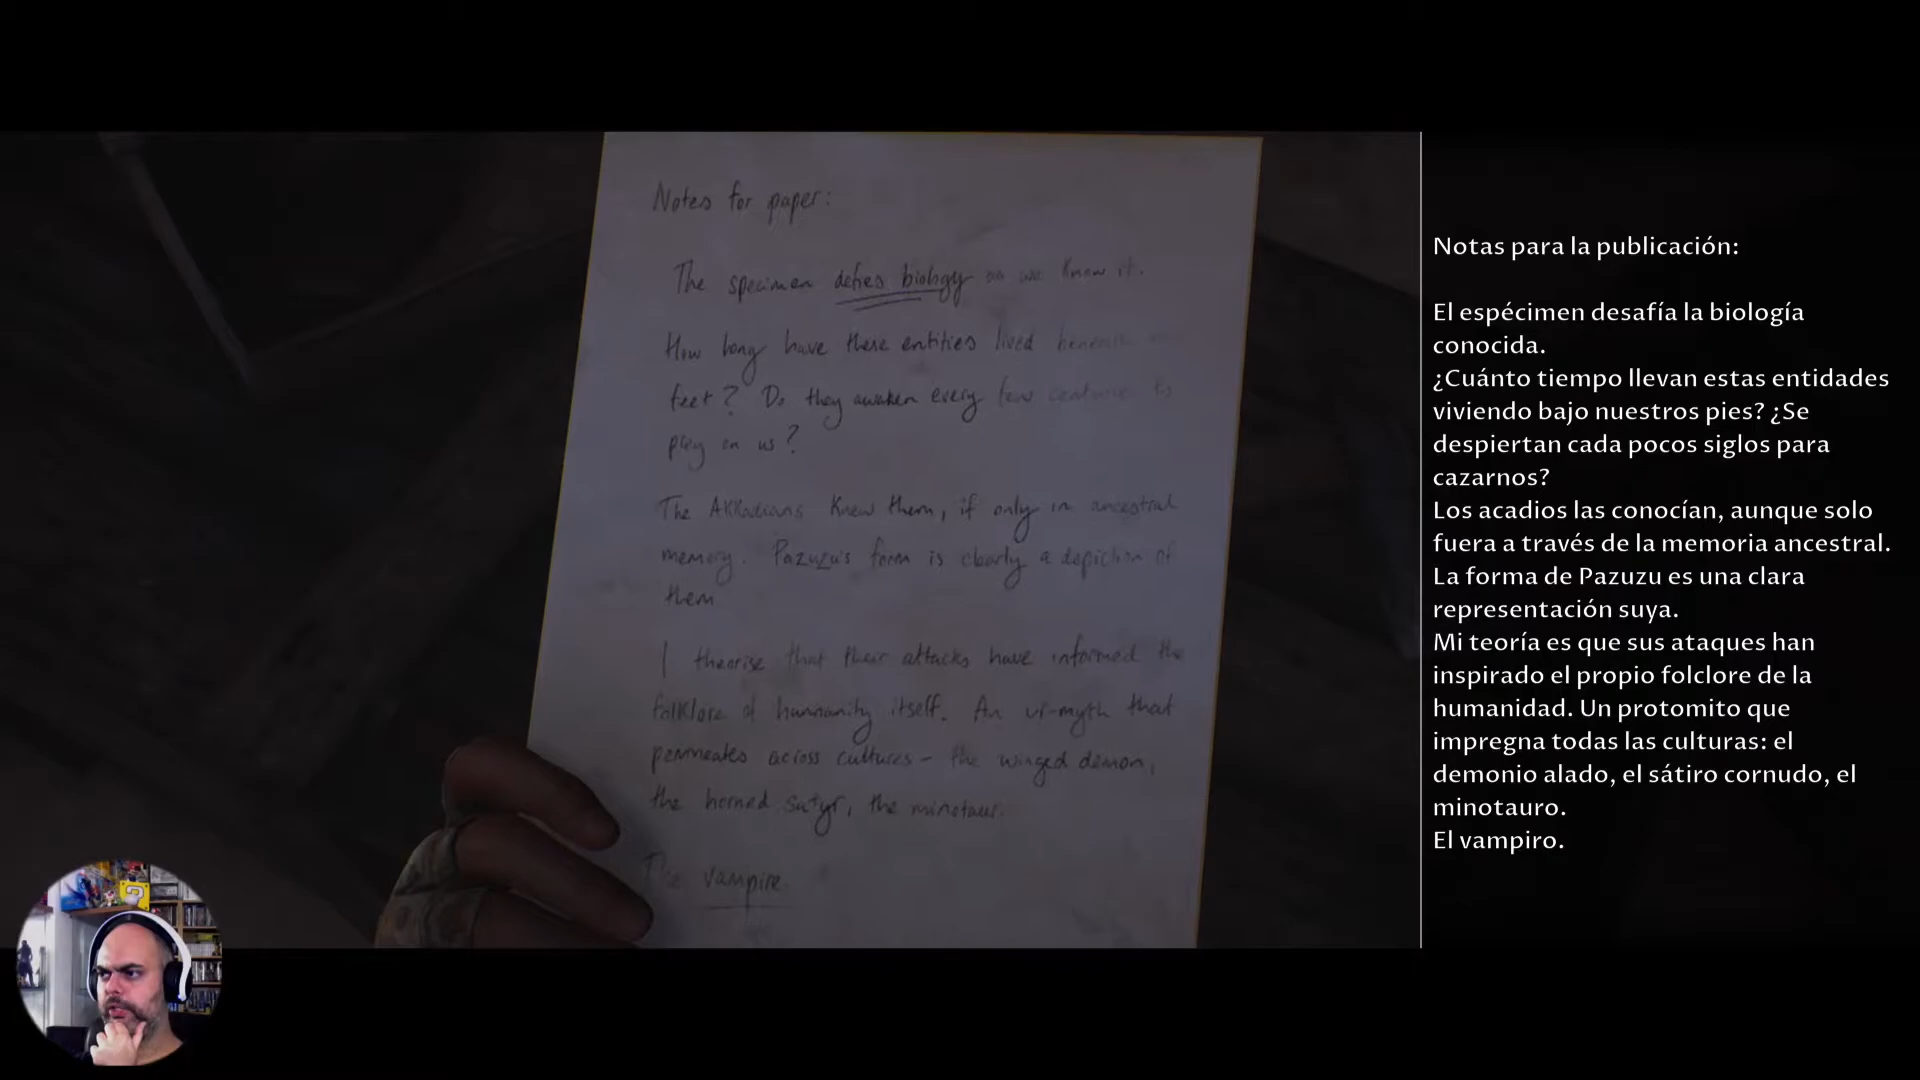 Notes for paper:
The specimen defies biology as we know it.
How long have these entities lived beneath
feet? Do they awaken every few centuries to
prey on us?
The Akkadians knew them, if only in ancestral
memory. Pazuzu's form is clearly a depiction of
them
I theorise that their attacks have informed the
folklore of humanity itself. An ur-myth that
permeates across cultures - the winged demon,
the horned satyr, the minotaur.
The vampire.
Notas para la publicación:
El espécimen desafía la biología
conocida.
¿Cuánto tiempo llevan estas entidades
viviendo bajo nuestros pies? ¿Se
despiertan cada pocos siglos para
cazarnos?
Los acadios las conocían, aunque solo
fuera a través de la memoria ancestral.
La forma de Pazuzu es una clara
representación suya.
Mi teoría es que sus ataques han
inspirado el propio folclore de la
humanidad. Un protomito que
impregna todas las culturas: el
demonio alado, el sátiro cornudo, el
minotauro.
El vampiro.